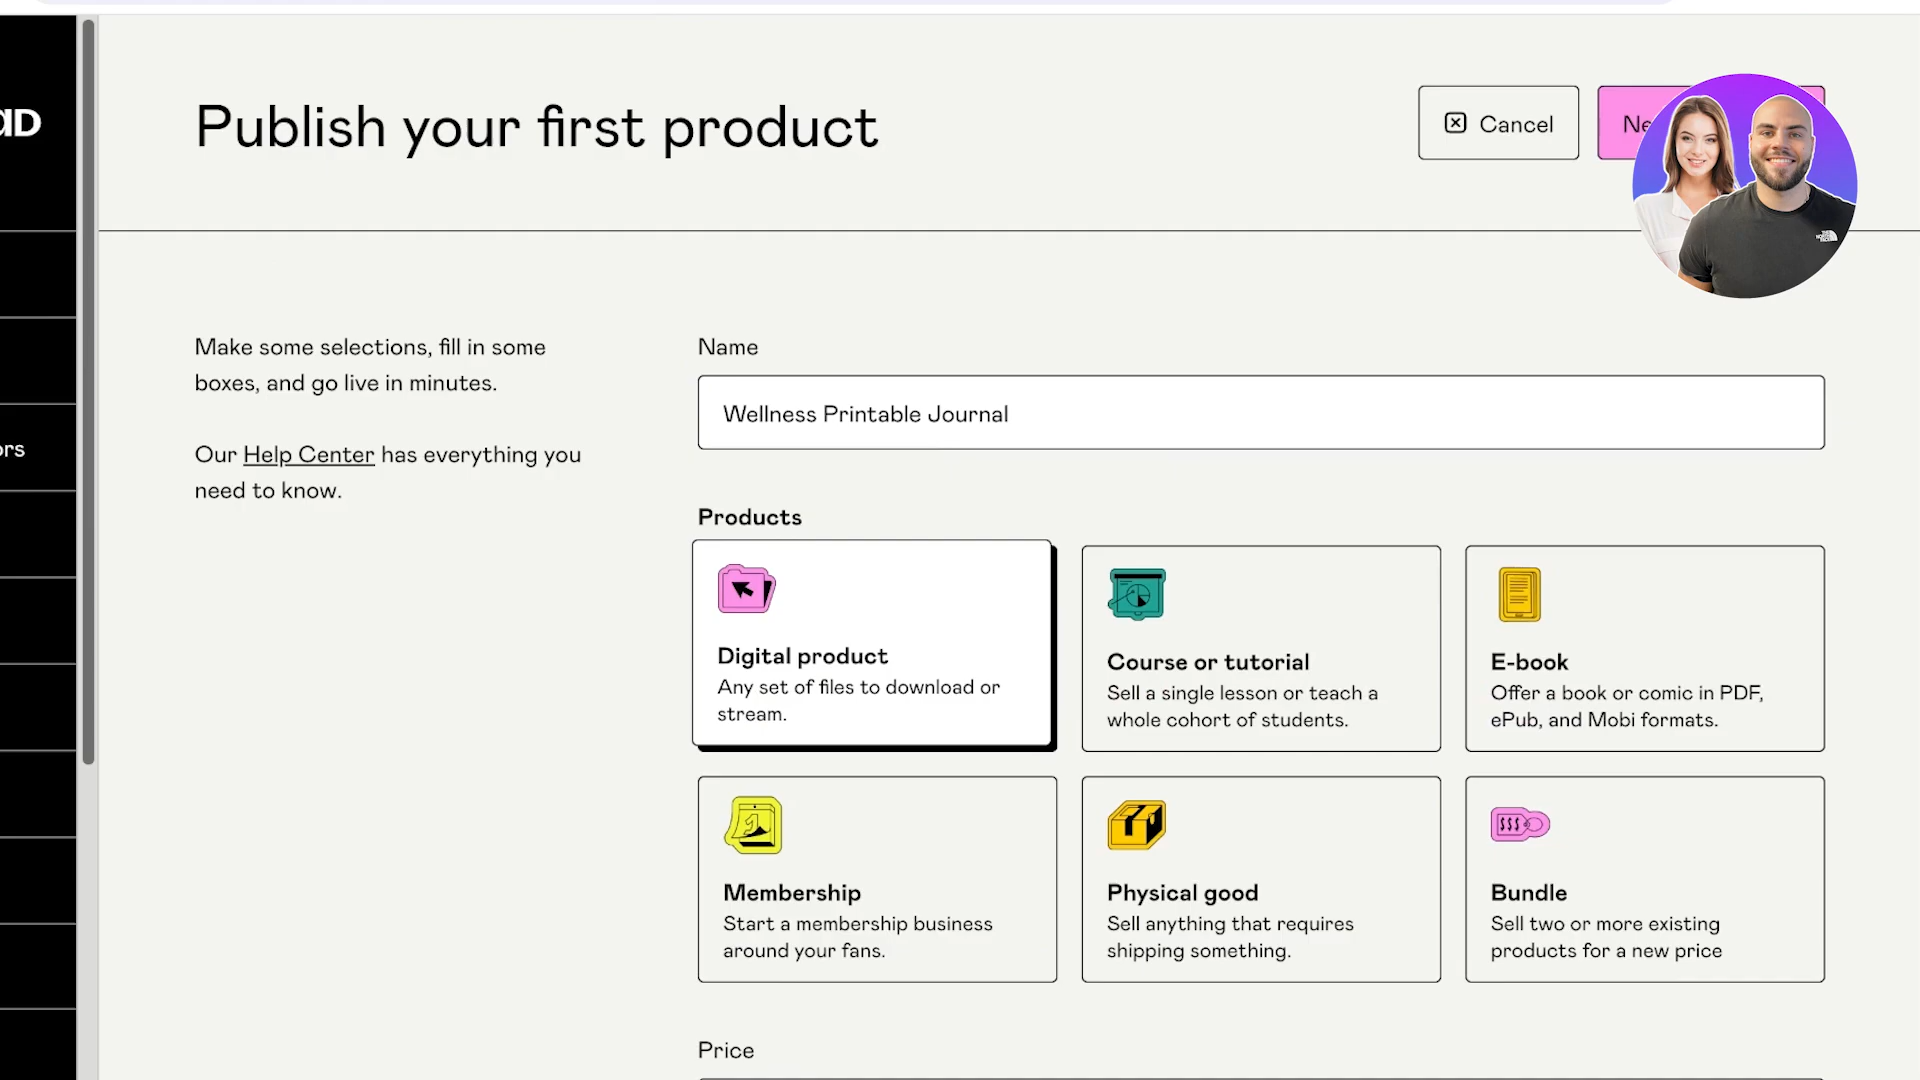 Publish your first product
Cancel
Make some selections, fill in some
boxes, and go live in minutes.
Our Help Center has everything you
need to know.
Name
Wellness Printable Journal
Products
Digital product
Any set of files to download or
stream.
Course or tutorial
Sell a single lesson or teach a
whole cohort of students.
E-book
Offer a book or comic in PDF,
ePub, and Mobi formats.
Membership
Start a membership business
around your fans.
Physical good
Sell anything that requires
shipping something.
Bundle
Sell two or more existing
products for a new price
Price